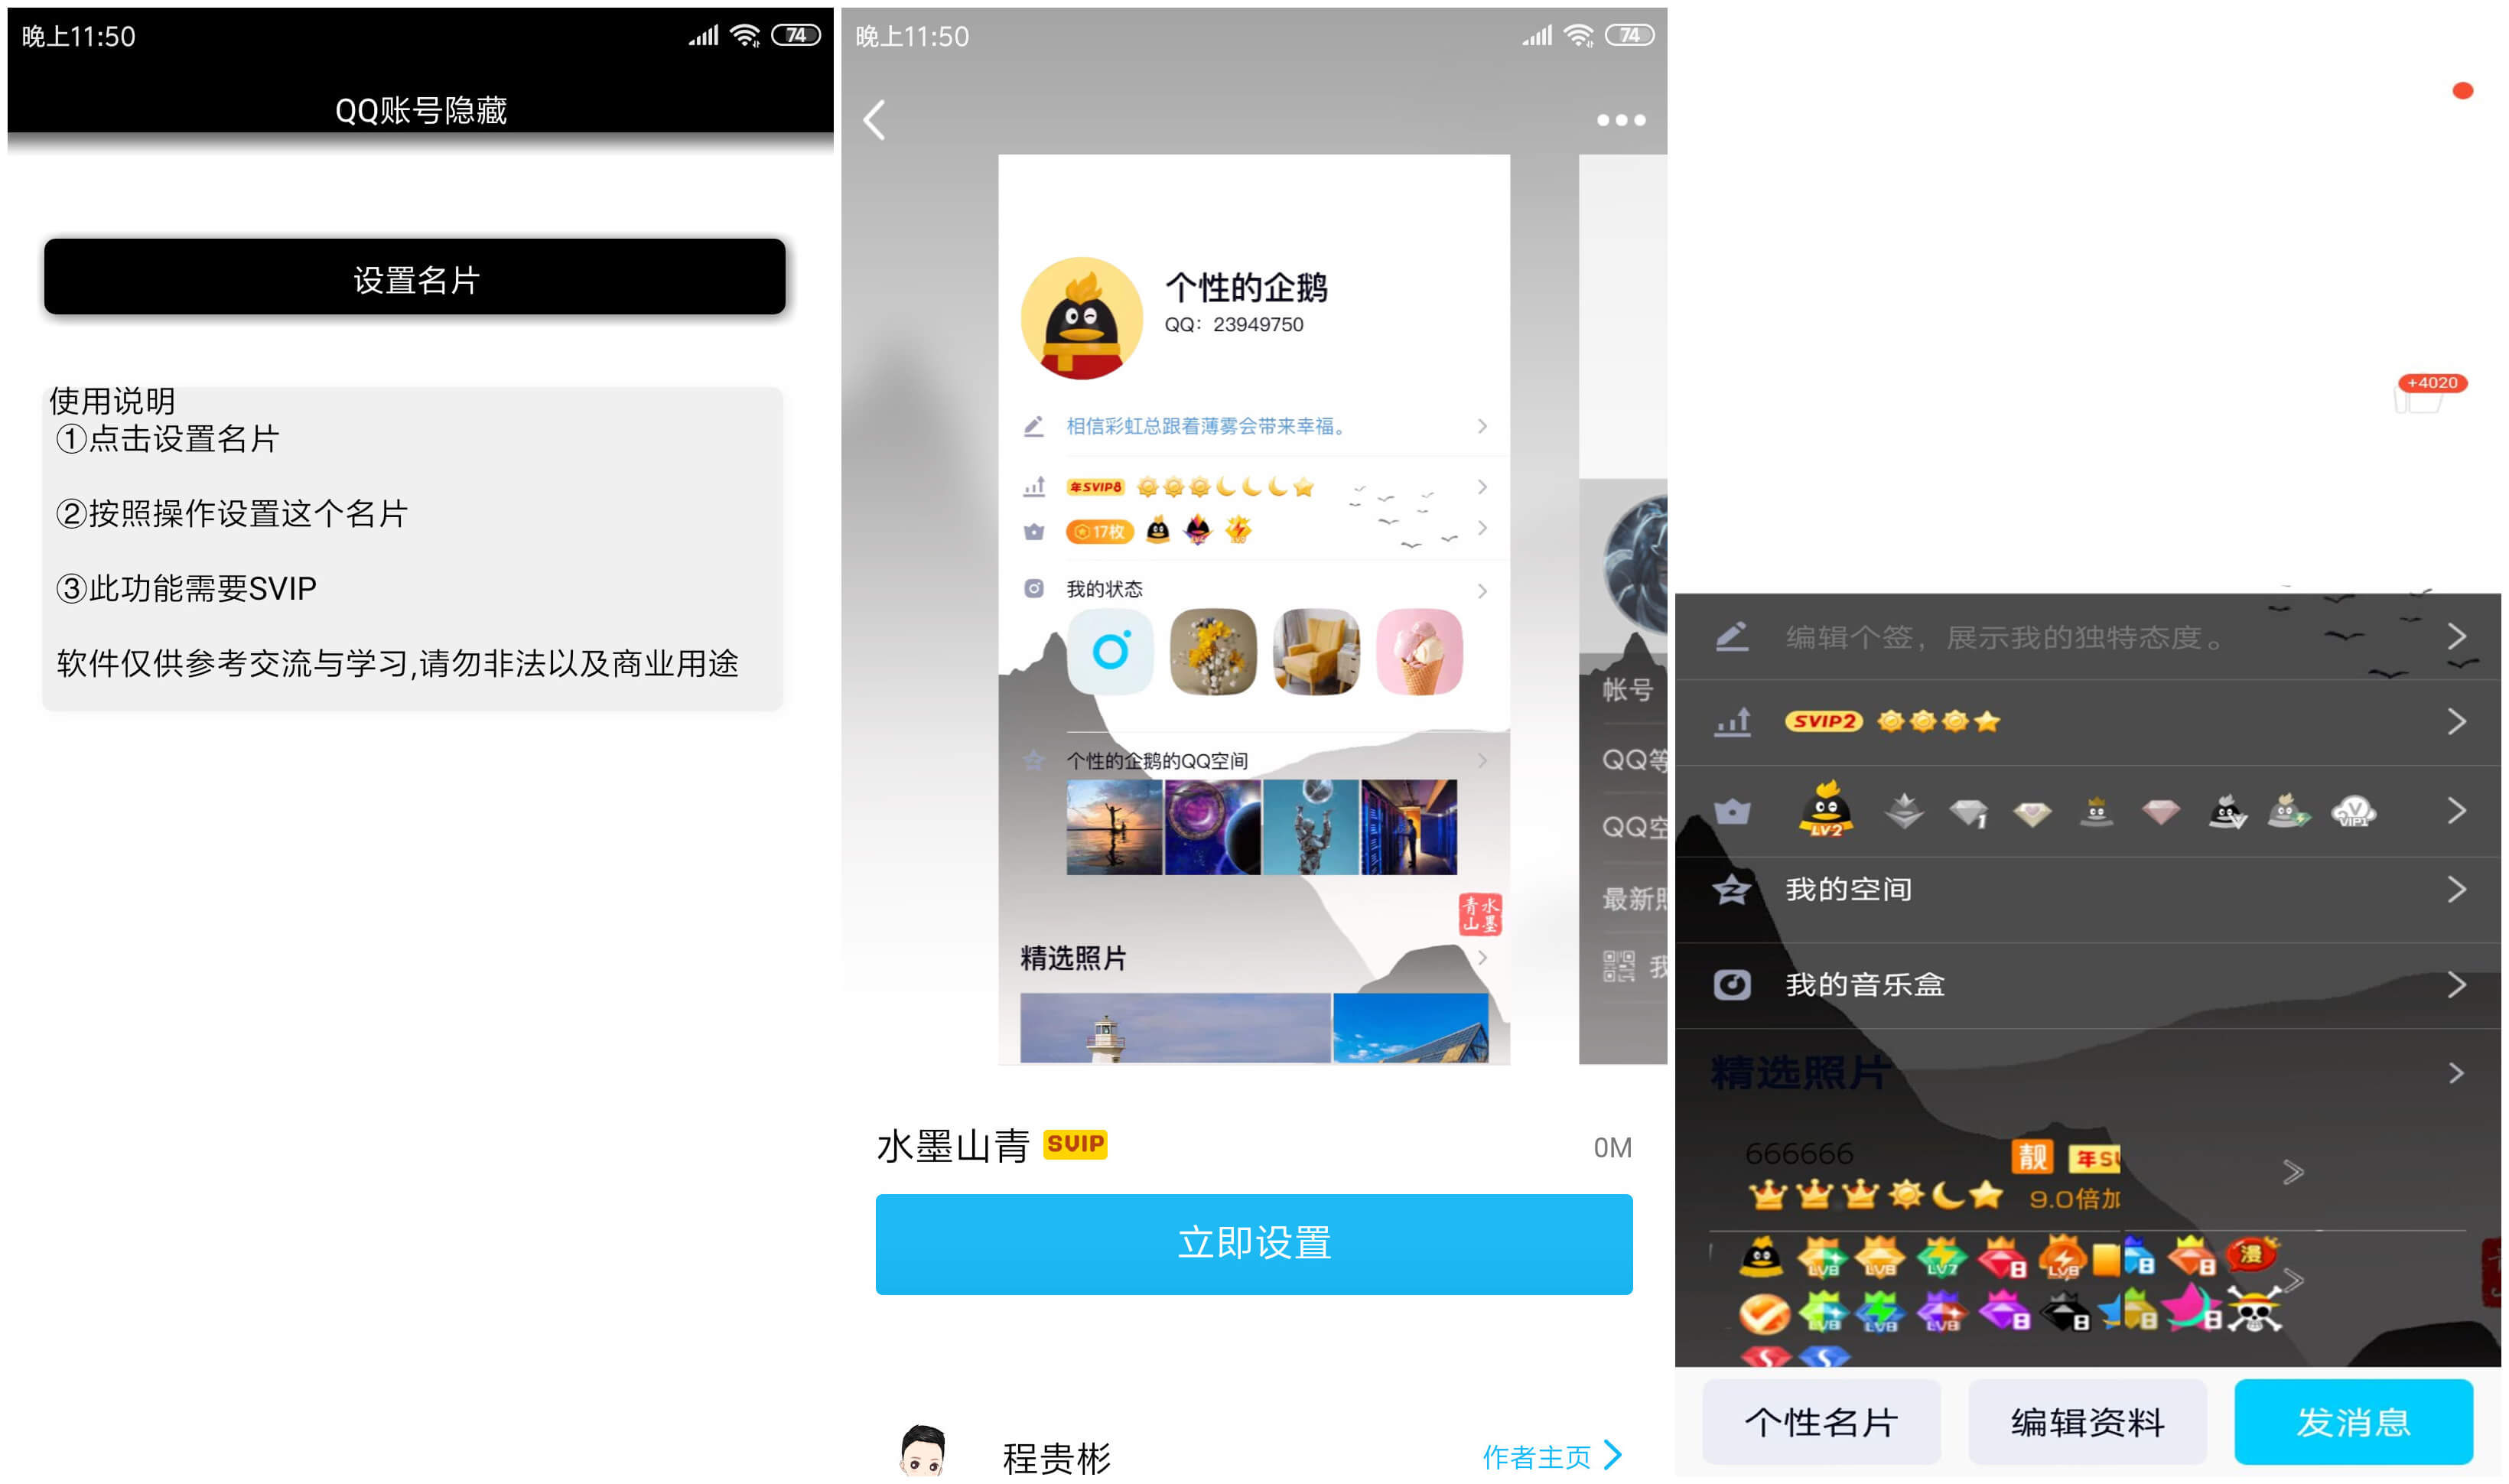 晚上11:50
74
QQ账号隐藏
设置名片
使用说明
①点击设置名片
②按照操作设置这个名片
③此功能需要SVIP
软件仅供参考交流与学习,请勿非法以及商业用途
晚上11:50
74
个性的企鹅
QQ：23949750
相信彩虹总跟着薄雾会带来幸福。
年SVIP8
17枚
我的状态
个性的企鹅的QQ空间
青水
山墨
精选照片
帐号
QQ等
QQ空
最新照
我
水墨山青 SVIP
0M
立即设置
程贵彬
作者主页
+4020
编辑个签，展示我的独特态度。
SVIP2
LV2
1
VIP1
我的空间
我的音乐盒
精选照片
666666
靓 年SV
9.0倍加
LV8 LV8 LV7 8 LV8 8 8 漫
LV8 LV8 LV8 8 8 8 8
个性名片
编辑资料
发消息